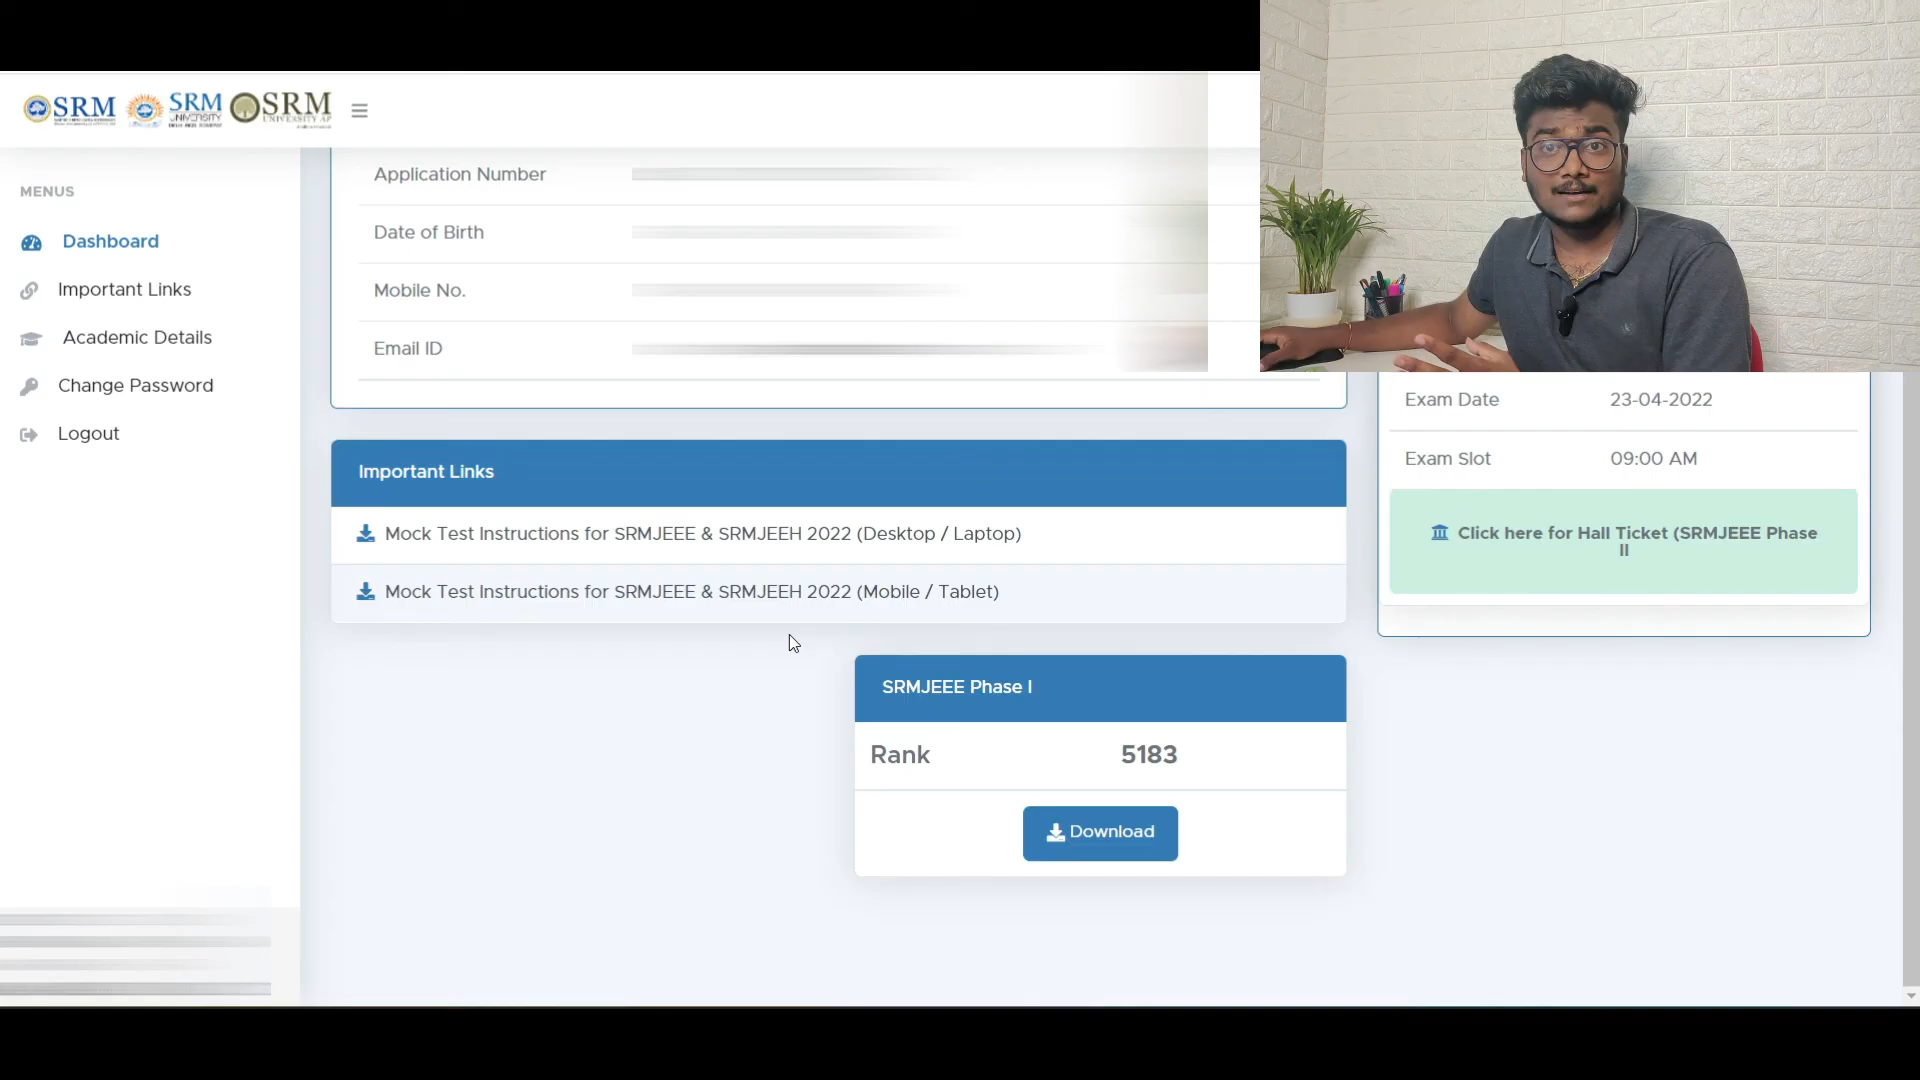 SRM
SRM
UNIVERSITY
SRM
UNIVERSITY AP
MENUS
Dashboard
Important Links
Academic Details
Change Password
Logout
Application Number
Date of Birth
Mobile No.
Email ID
Important Links
Mock Test Instructions for SRMJEEE & SRMJEEH 2022 (Desktop / Laptop)
Mock Test Instructions for SRMJEEE & SRMJEEH 2022 (Mobile / Tablet)
SRMJEEE Phase I
Rank 5183
Download
Exam Date 23-04-2022
Exam Slot 09:00 AM
Click here for Hall Ticket (SRMJEEE Phase
II